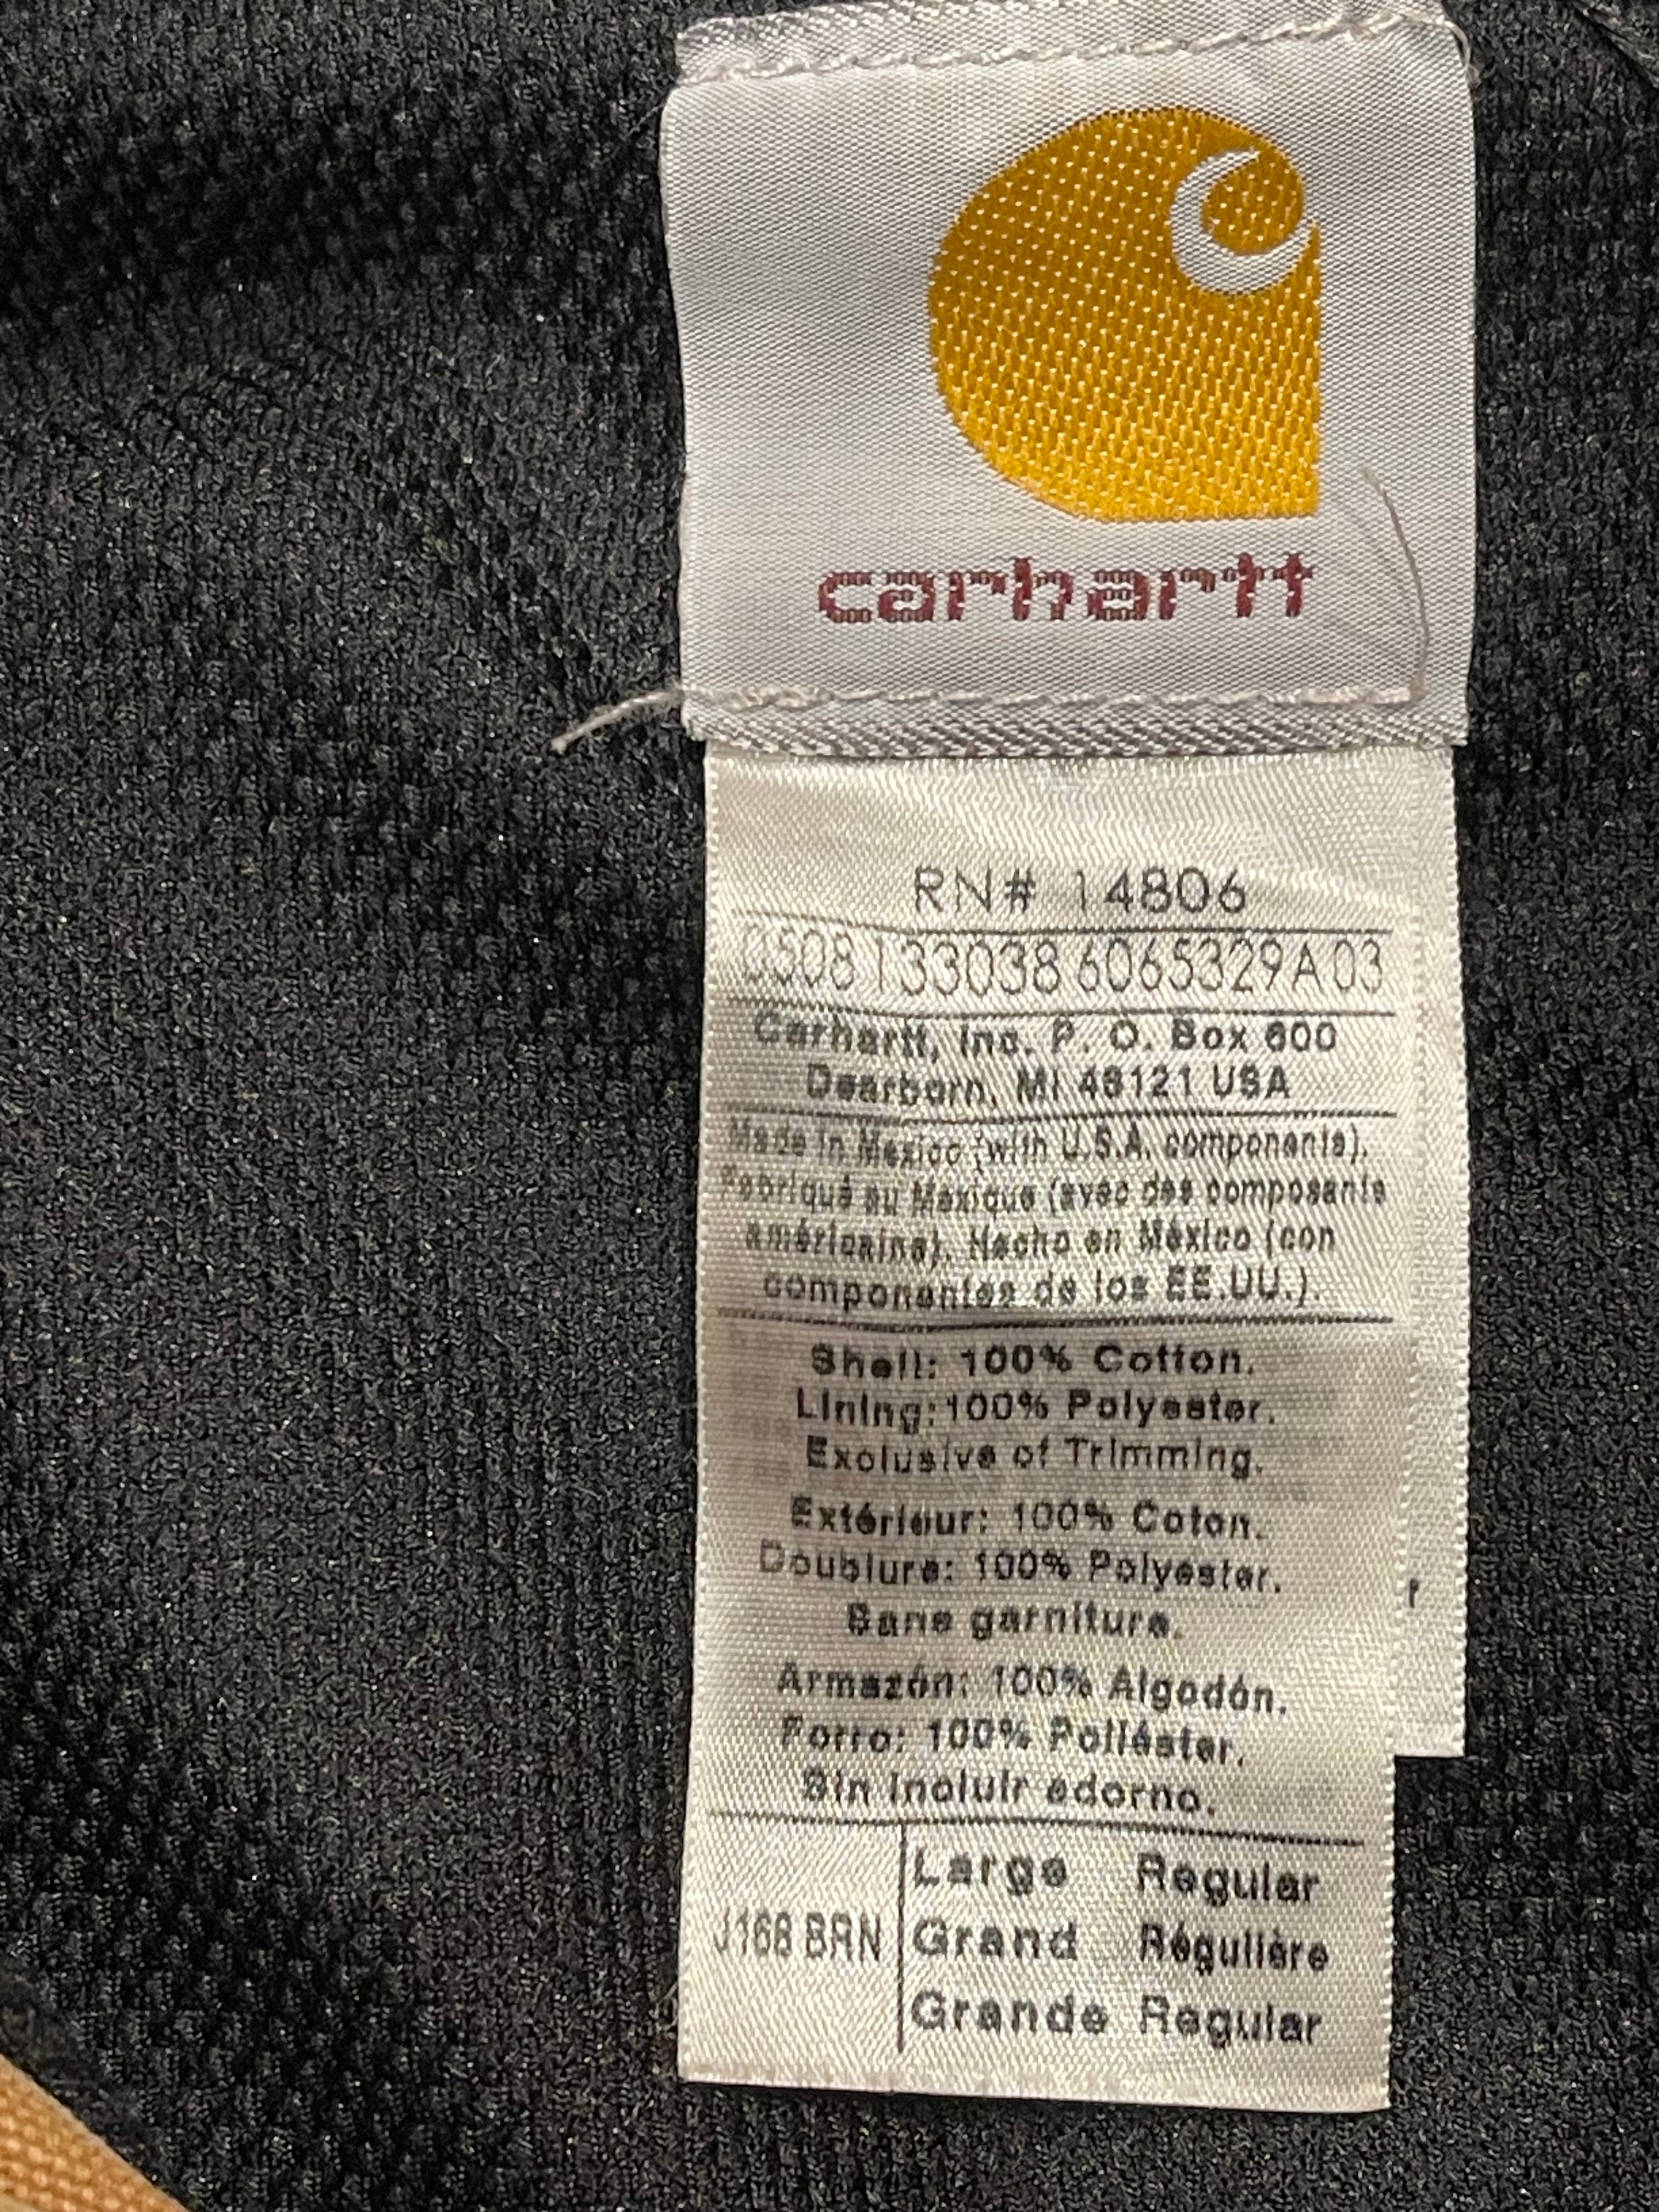 carhartt
RN# 14806
0508133038 6065329A03
Carhartt, Inc. P. O. Box 600
Dearborn, MI 48121 USA
Made in Mexico (with U.S.A. components).
Fabriqué au Mexique (avec des composants
américains). Hecho en México (con
componentes de los EE.UU.).
Shell: 100% Cotton.
Lining: 100% Polyester.
Exclusive of Trimming.
Extérieur: 100% Coton.
Doublure: 100% Polyester.
Sans garniture.
Armazón: 100% Algodón.
Forro: 100% Poliéster.
Sin incluir adorno.
Large Regular
J168 BRN Grand Régulière
Grande Regular